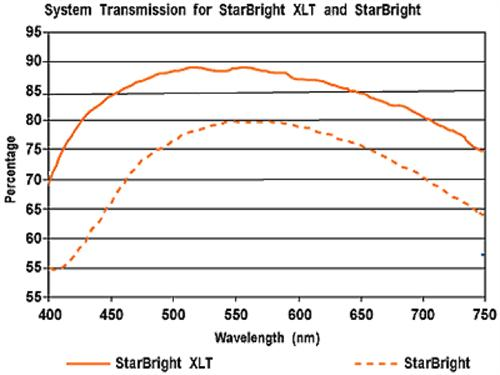 System Transmission for StarBright XLT and StarBright
95
90
85
80
75
70
65
60
55
55
Percentage
400 450 500 550 600 650 700 750
Wavelength (nm)
StarBright XLT StarBright